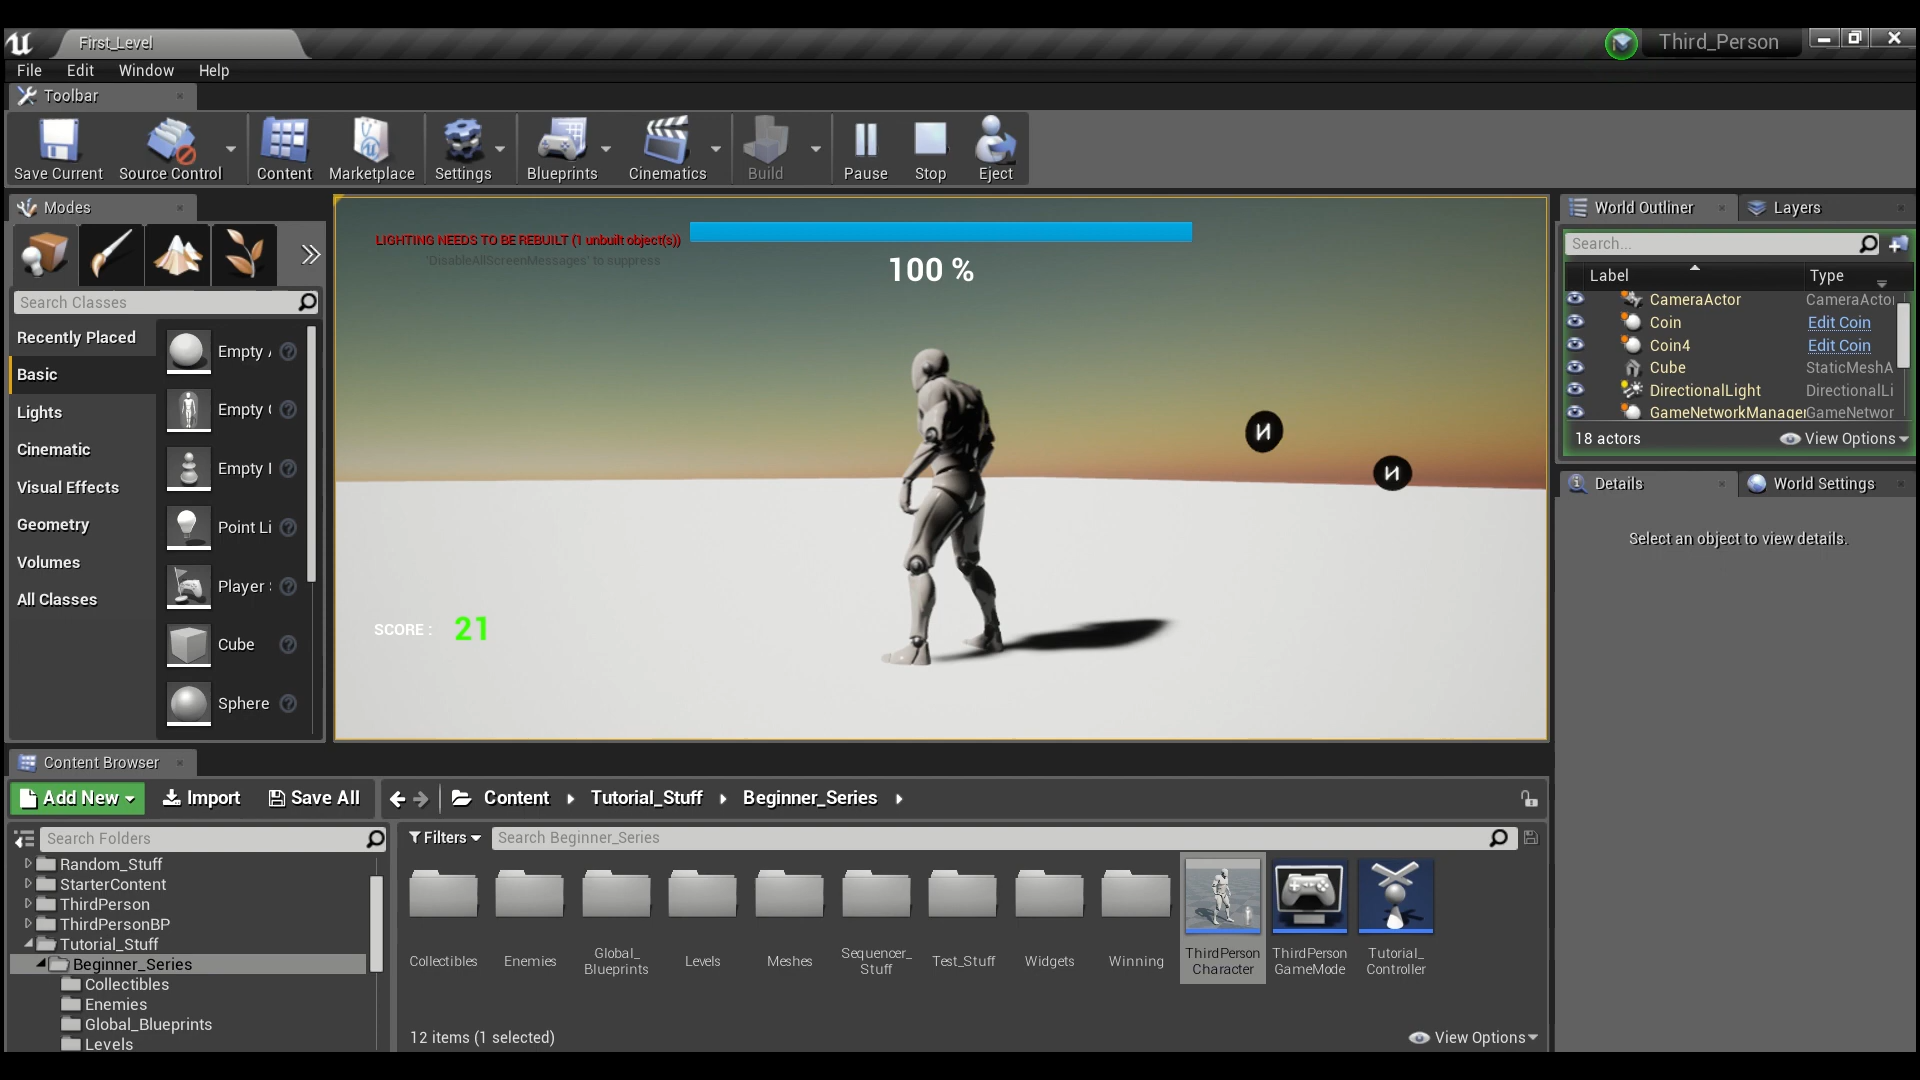 First_Level
Third_Person
File Edit Window Help
Toolbar
Save Current Source Control Content Marketplace Settings Blueprints Cinematics Build Pause Stop Eject
Modes
Search Classes
Recently Placed
Basic
Lights
Cinematic
Visual Effects
Geometry
Volumes
All Classes
Empty
Empty
Empty
Point Li
Player
Cube
Sphere
LIGHTING NEEDS TO BE REBUILT (1 unbuilt object(s))
'DisableAllScreenMessages' to suppress
100 %
SCORE : 21
World Outliner Layers
Search...
Label Type
CameraActor CameraActor
Coin Edit Coin
Coin4 Edit Coin
Cube StaticMeshA
DirectionalLight DirectionalLi
GameNetworkManager GameNetwor
18 actors View Options
Details World Settings
Select an object to view details.
Content Browser
Add New Import Save All Content Tutorial_Stuff Beginner_Series
Search Folders
Random_Stuff
StarterContent
ThirdPerson
ThirdPersonBP
Tutorial_Stuff
Beginner_Series
Collectibles
Enemies
Global_Blueprints
Levels
Filters Search Beginner_Series
Collectibles
Enemies
Global_
Blueprints
Levels
Meshes
Sequencer_
Stuff
Test_Stuff
Widgets
Winning
ThirdPerson
Character
ThirdPerson
GameMode
Tutorial_
Controller
12 items (1 selected) View Options